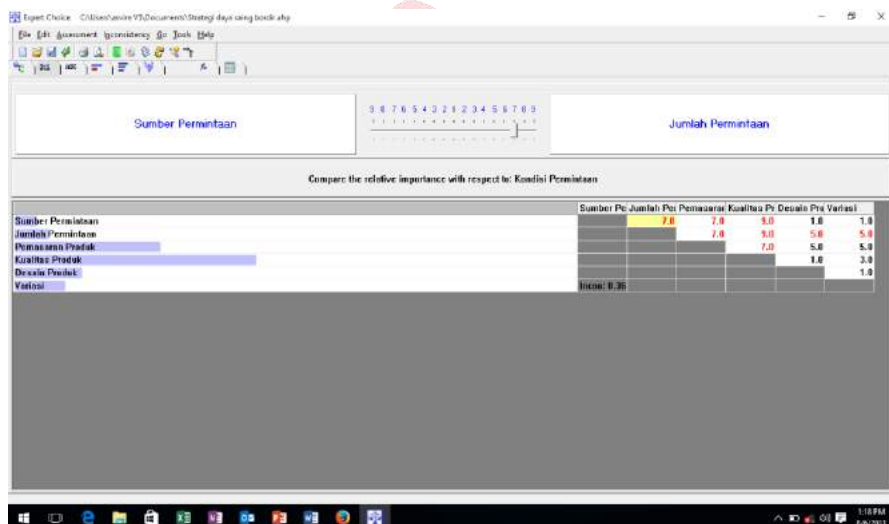 Expert Choice C:\Users\asvire V3\Documents\Strategi daya saing bordir.ahp
File Edit Assessment Inconsistency Go Tools Help
ABC
Sumber Permintaan
9 8 7 6 5 4 3 2 1 2 3 4 5 6 7 8 9
Jumlah Permintaan
Compare the relative importance with respect to: Kondisi Permintaan
Sumber Pe Jumlah Per Pemasaran Kualitas Pr Desain Pro Variasi
Sumber Permintaan 7.0 7.0 9.0 1.0 1.0
Jumlah Permintaan 7.0 9.0 5.0 5.0
Pemasaran Produk 7.0 5.0 5.0
Kualitas Produk 1.0 3.0
Desain Produk 1.0
Variasi Incon: 0.36
1:18 PM